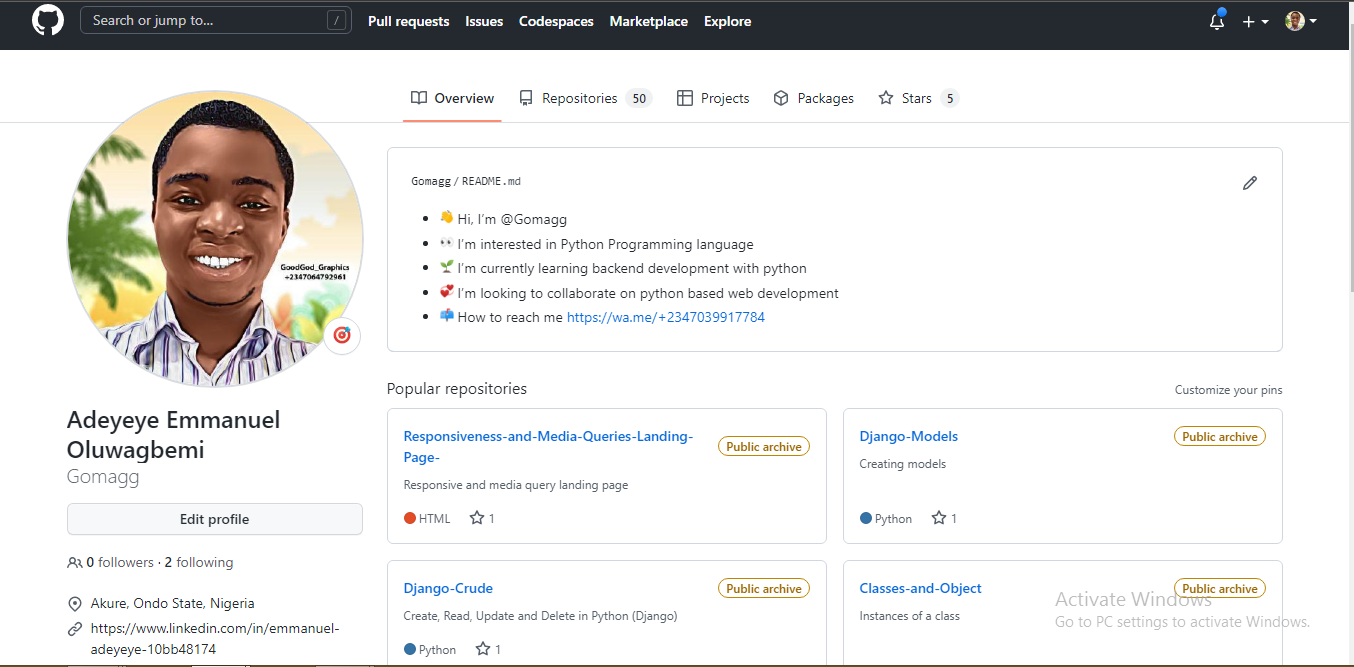 Search or jump to...
/
Pull requests
Issues
Codespaces
Marketplace
Explore
Overview
Repositories 50
Projects
Packages
Stars 5
GoodGod_Graphics
+2347064792961
Adeyeye Emmanuel
Oluwagbemi
Gomagg
Edit profile
0 followers · 2 following
Akure, Ondo State, Nigeria
https://www.linkedin.com/in/emmanuel-
adeyeye-10bb48174
Gomagg / README.md
👋 Hi, I'm @Gomagg
👀 I'm interested in Python Programming language
🌱 I'm currently learning backend development with python
💞️ I'm looking to collaborate on python based web development
📫 How to reach me https://wa.me/+2347039917784
Popular repositories
Customize your pins
Responsiveness-and-Media-Queries-Landing-
Page-
Public archive
Responsive and media query landing page
HTML
1
Django-Models
Public archive
Creating models
Python
1
Django-Crude
Public archive
Create, Read, Update and Delete in Python (Django)
Python
1
Classes-and-Object
Public archive
Instances of a class
Activate Windows
Go to PC settings to activate Windows.